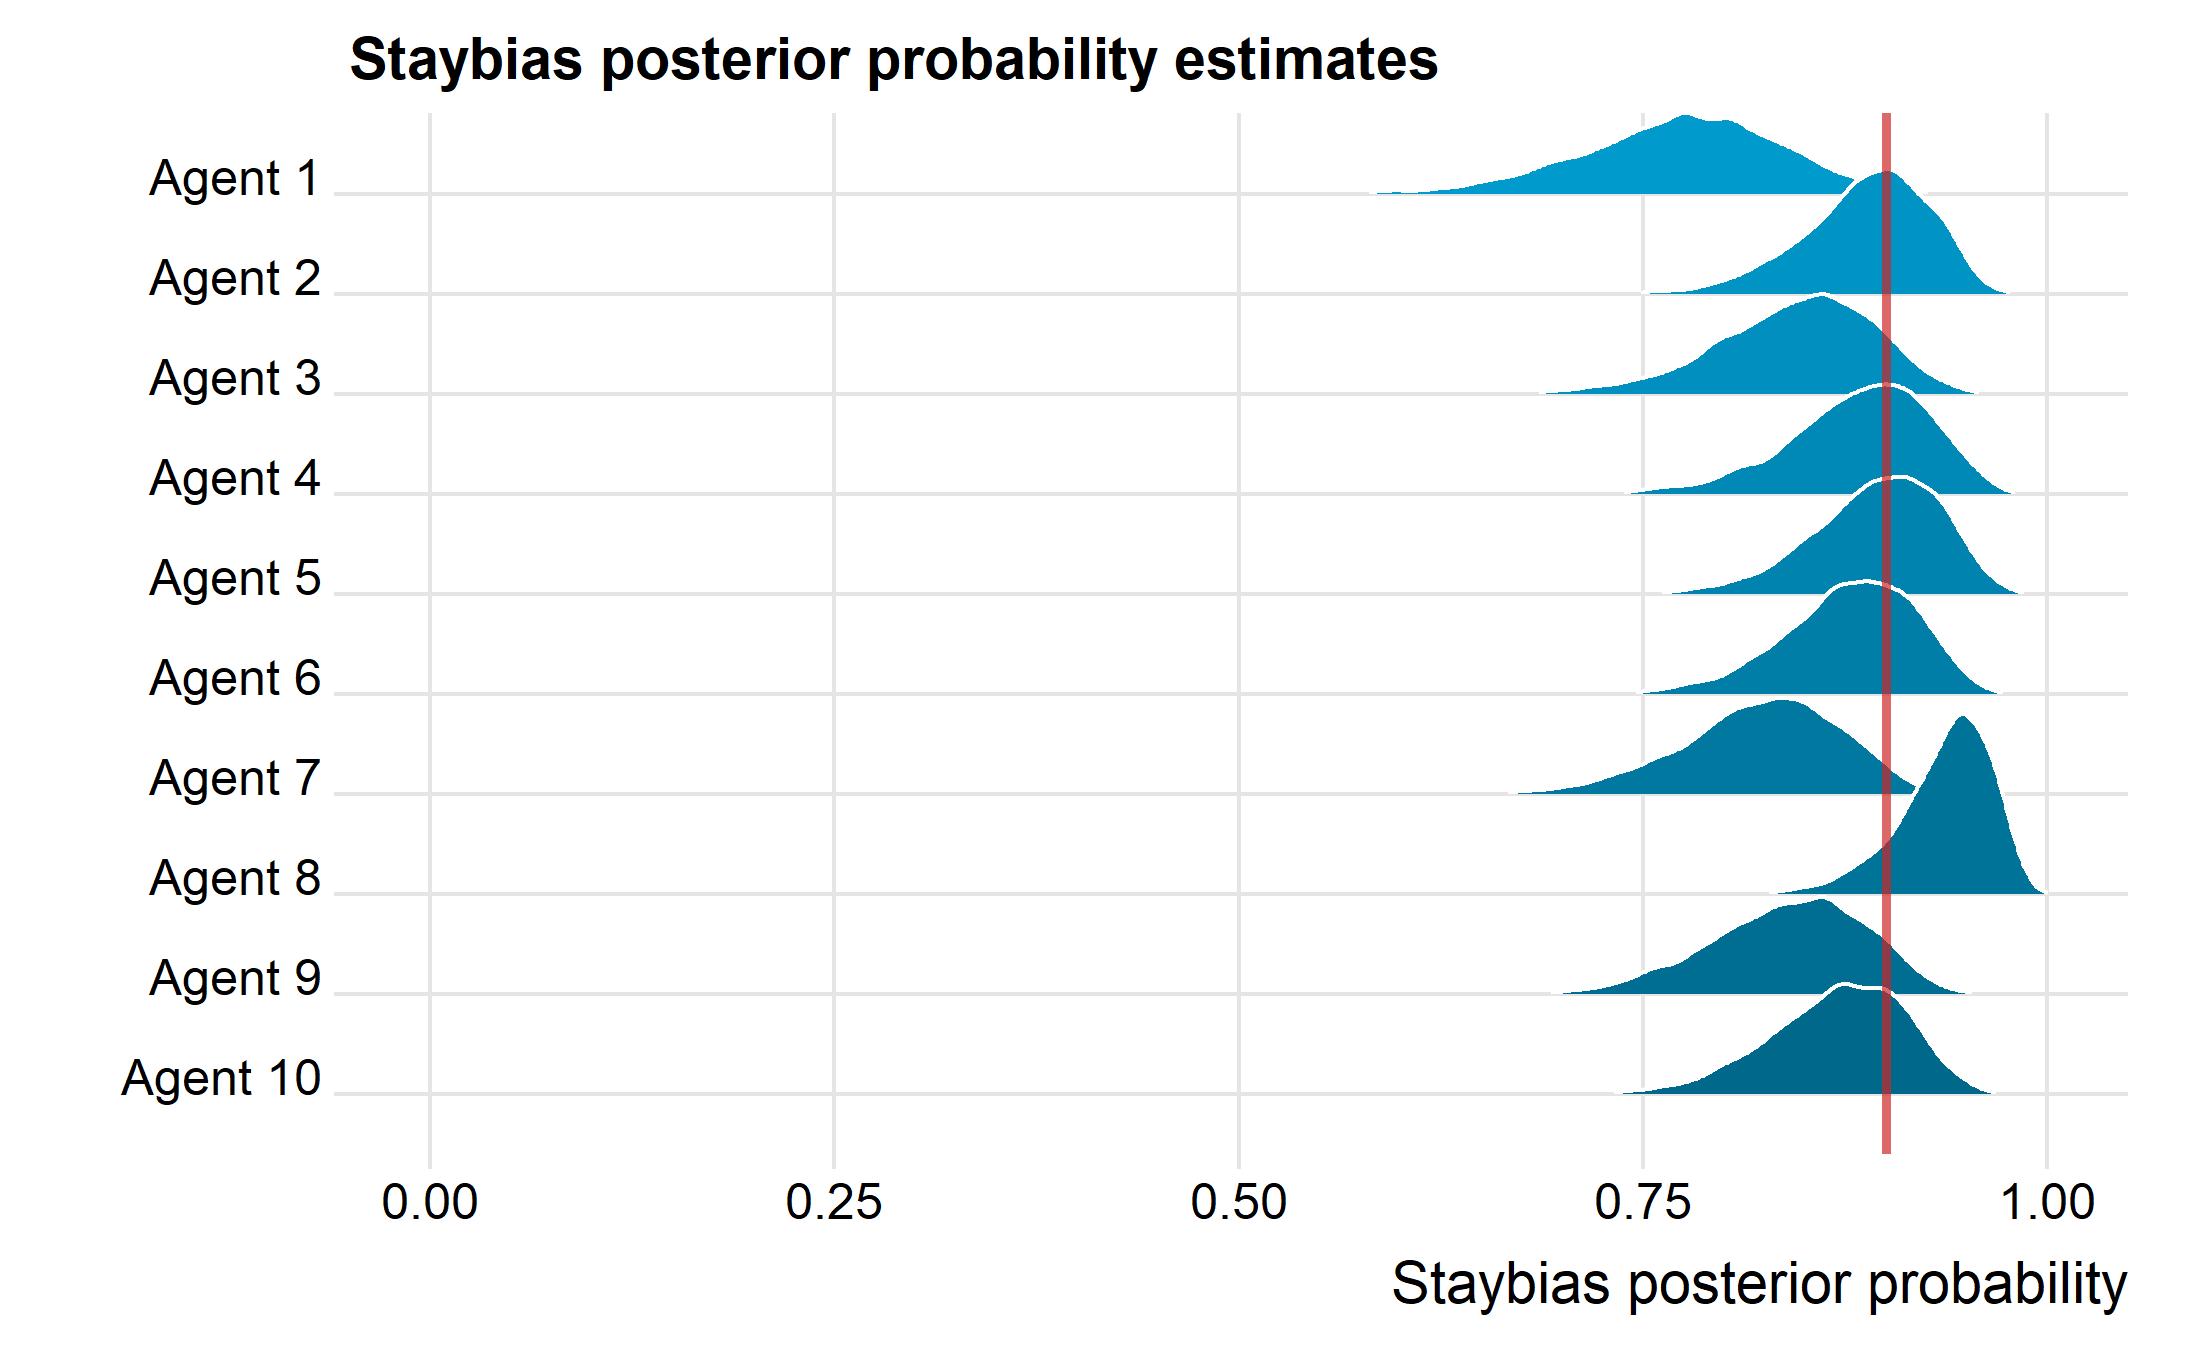 Staybias posterior probability estimates
Agent 1
Agent 2
Agent 3
Agent 4
Agent 5
Agent 6
Agent 7
Agent 8
Agent 9
Agent 10
0.00 0.25 0.50 0.75 1.00
Staybias posterior probability